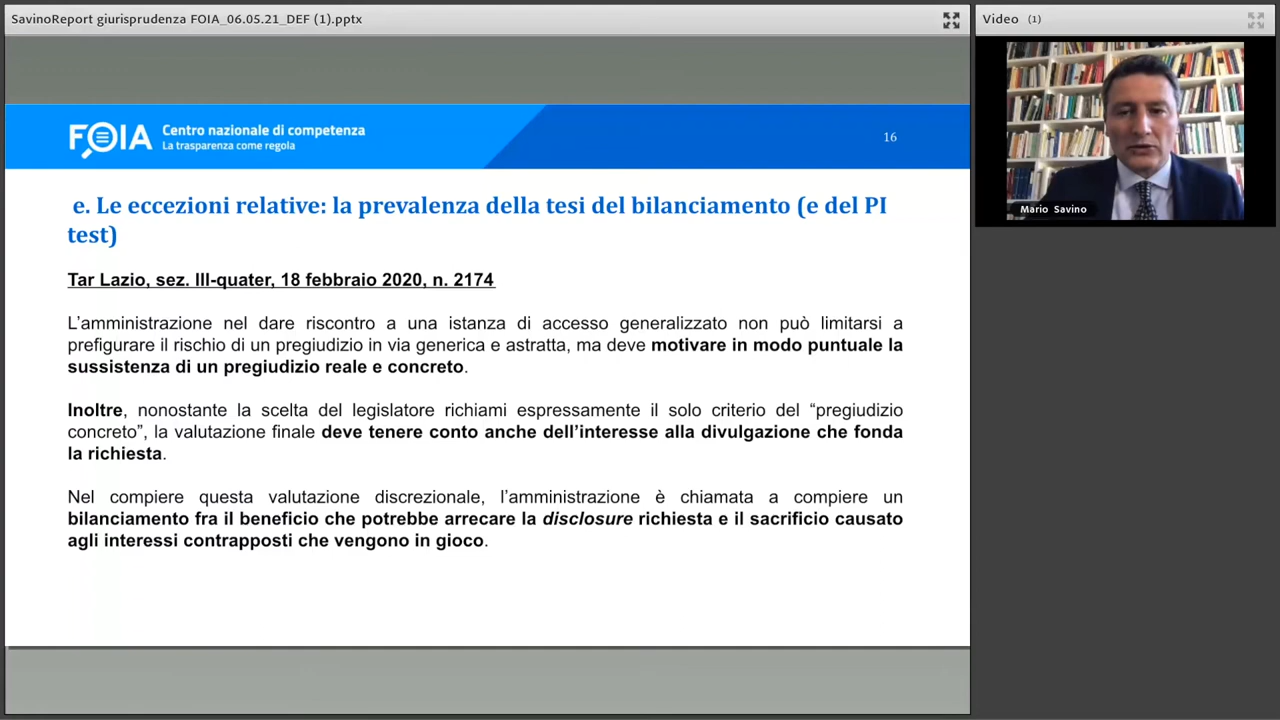 SavinoReport giurisprudenza FOIA_06.05.21_DEF (1).pptx
Video (1)
FOIA Centro nazionale di competenza
La trasparenza come regola
16
Mario Savino
e. Le eccezioni relative: la prevalenza della tesi del bilanciamento (e del PI
test)
Tar Lazio, sez. III-quater, 18 febbraio 2020, n. 2174
L’amministrazione nel dare riscontro a una istanza di accesso generalizzato non può limitarsi a
prefigurare il rischio di un pregiudizio in via generica e astratta, ma deve motivare in modo puntuale la
sussistenza di un pregiudizio reale e concreto.
Inoltre, nonostante la scelta del legislatore richiami espressamente il solo criterio del “pregiudizio
concreto”, la valutazione finale deve tenere conto anche dell’interesse alla divulgazione che fonda
la richiesta.
Nel compiere questa valutazione discrezionale, l’amministrazione è chiamata a compiere un
bilanciamento fra il beneficio che potrebbe arrecare la disclosure richiesta e il sacrificio causato
agli interessi contrapposti che vengono in gioco.